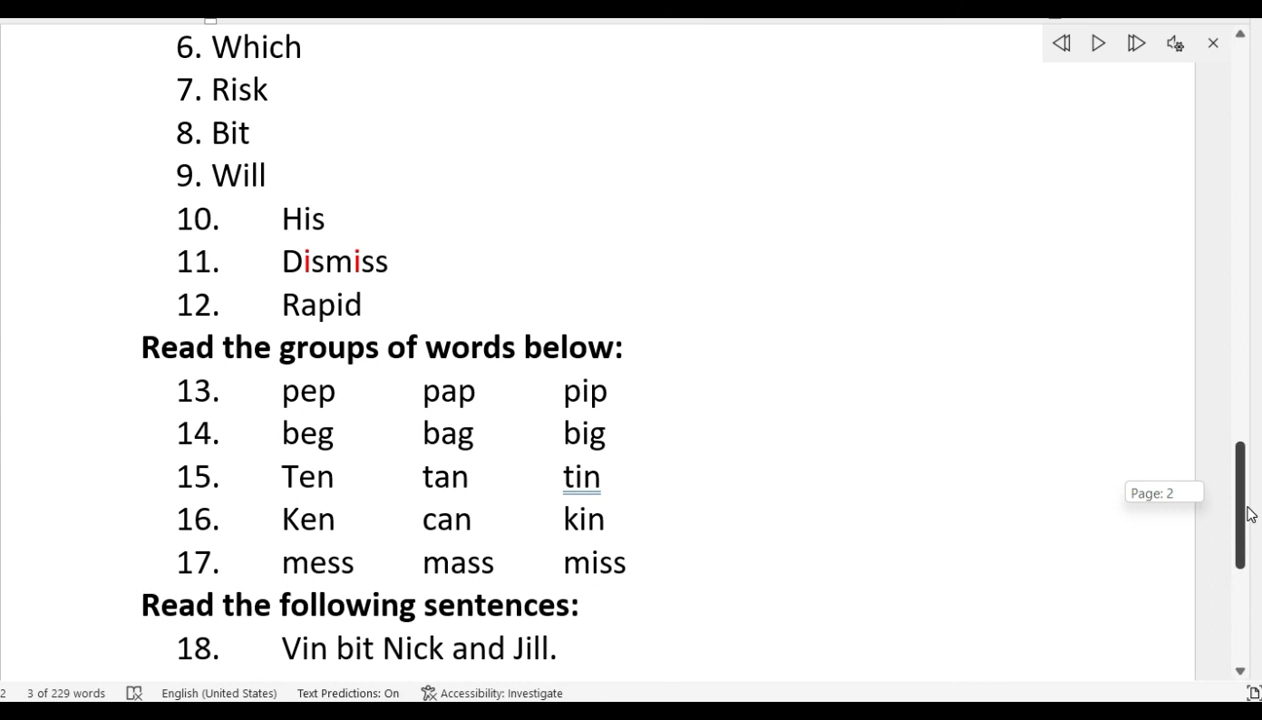 6. Which
7. Risk
8. Bit
9. Will
10. His
11. Dismiss
12. Rapid
Read the groups of words below:
13. pep pap pip
14. beg bag big
15. Ten tan tin
16. Ken can kin
17. mess mass miss
Read the following sentences:
18. Vin bit Nick and Jill.
Page: 2
2 3 of 229 words English (United States) Text Predictions: On Accessibility: Investigate